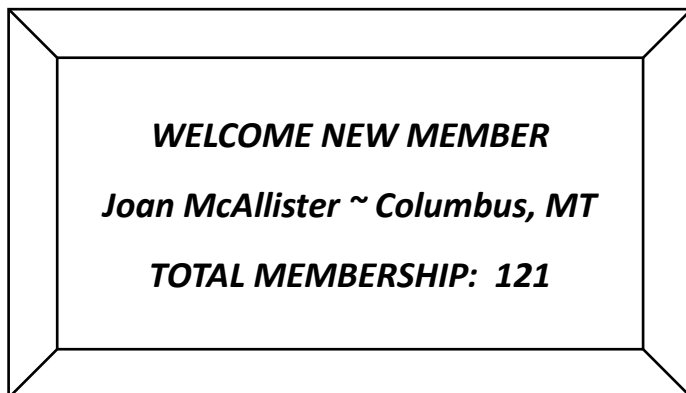 WELCOME NEW MEMBER
Joan McAllister ~ Columbus, MT
TOTAL MEMBERSHIP:  121